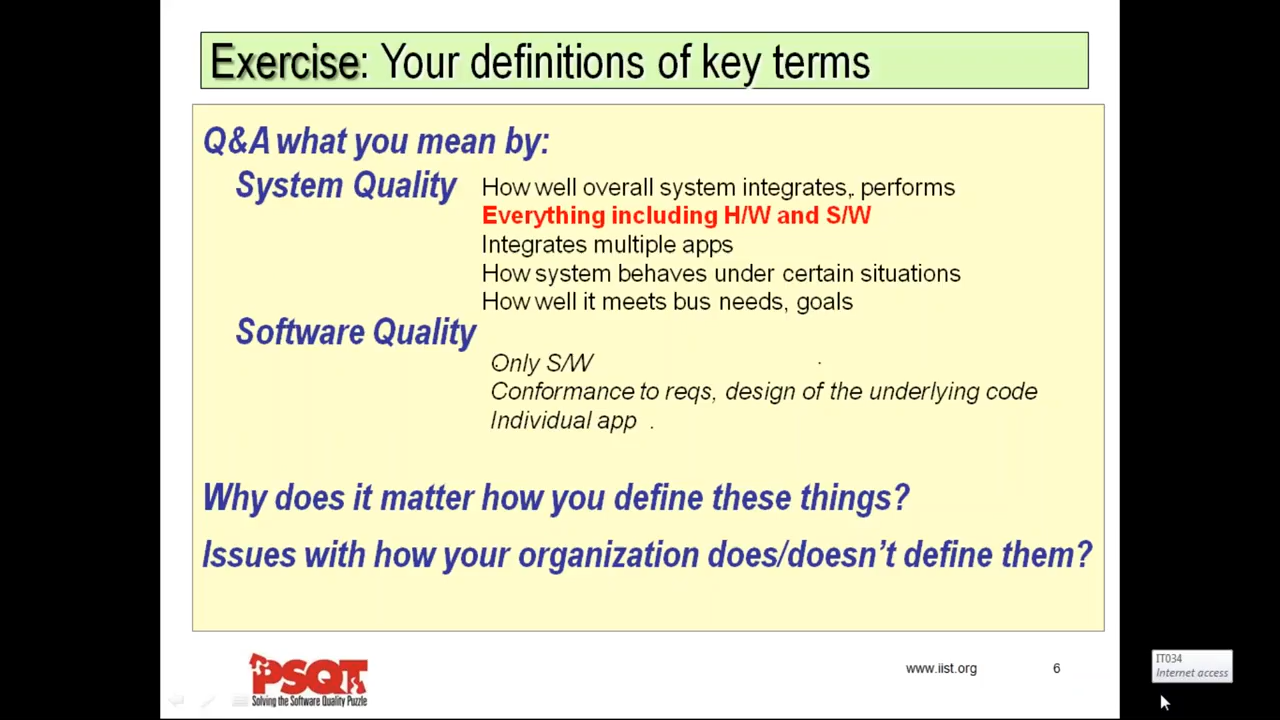 Exercise: Your definitions of key terms
Q&A what you mean by:
System Quality
How well overall system integrates,. performs
Everything including H/W and S/W
Integrates multiple apps
How system behaves under certain situations
How well it meets bus needs, goals
Software Quality
Only S/W
Conformance to reqs, design of the underlying code
Individual app .
Why does it matter how you define these things?
Issues with how your organization does/doesn't define them?
PSQT
Solving the Software Quality Puzzle
www.iist.org
6
IT034
Internet access